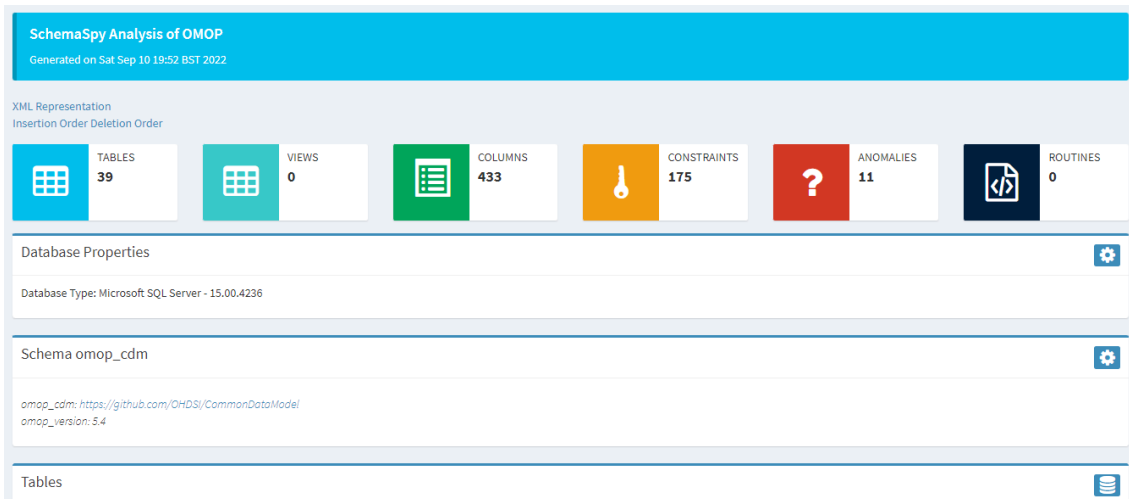 SchemaSpy Analysis of OMOP
Generated on Sat Sep 10 19:52 BST 2022
XML Representation
Insertion Order Deletion Order
TABLES
39
VIEWS
0
COLUMNS
433
CONSTRAINTS
175
ANOMALIES
11
ROUTINES
0
Database Properties
Database Type: Microsoft SQL Server - 15.00.4236
Schema omop_cdm
omop_cdm: https://github.com/OHDSI/CommonDataModel
omop_version: 5.4
Tables